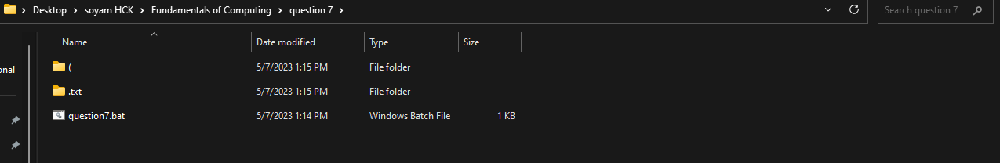 Desktop › soyam HCK › Fundamentals of Computing › question 7 › Search question 7
Name Date modified Type Size
onal
( 5/7/2023 1:15 PM File folder
.txt 5/7/2023 1:15 PM File folder
question7.bat 5/7/2023 1:14 PM Windows Batch File 1 KB